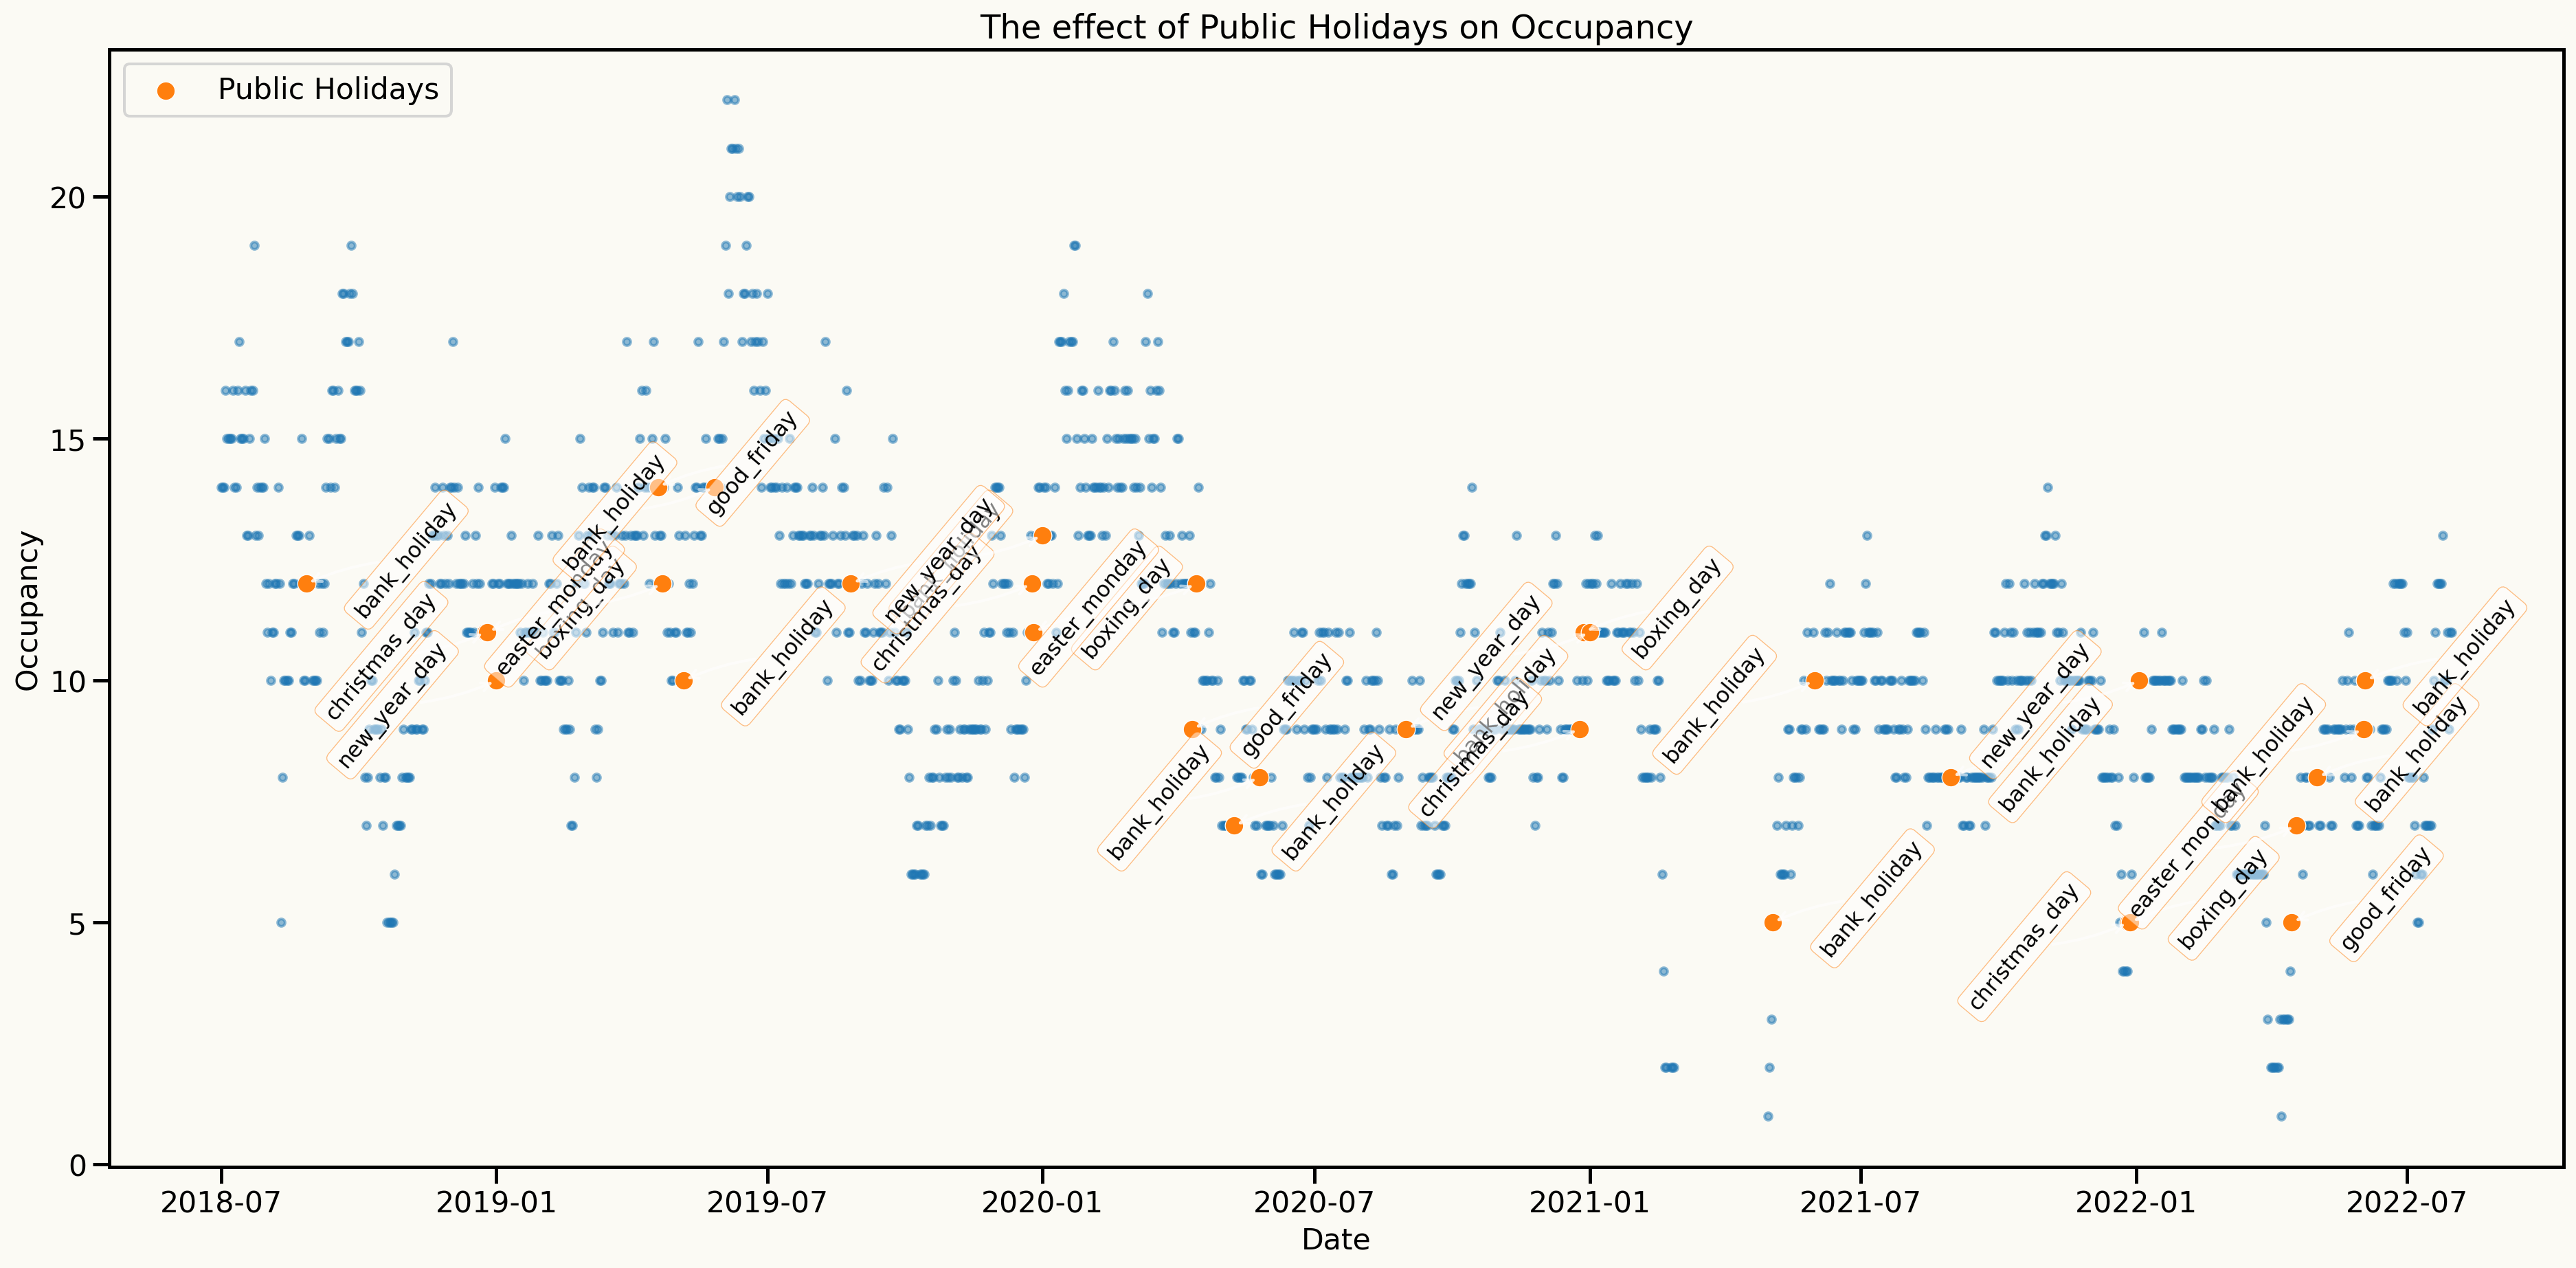 The effect of Public Holidays on Occupancy
Public Holidays
Occupancy
20
15
10
5
0
bank_holiday
christmas_day
new_year_day
easter_monday
bank_holiday
boxing_day
good_friday
bank_holiday
new_year_day
christmas_day
easter_monday
boxing_day
bank_holiday
good_friday
bank_holiday
new_year_day
bank_holiday
christmas_day
boxing_day
bank_holiday
bank_holiday
new_year_day
bank_holiday
christmas_day
bank_holiday
easter_monday
boxing_day
bank_holiday
bank_holiday
good_friday
2018-07
2019-01
2019-07
2020-01
2020-07
2021-01
2021-07
2022-01
2022-07
Date